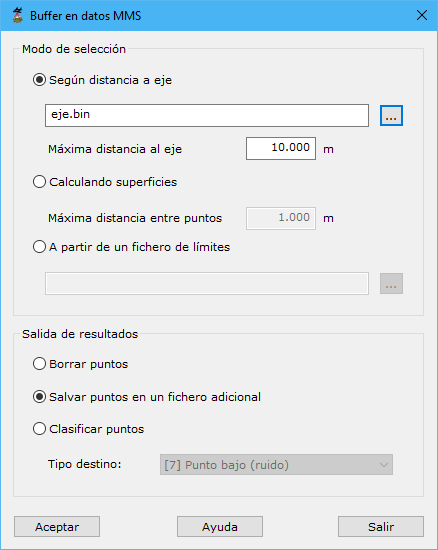 Buffer en datos MMS
Modo de selección
Según distancia a eje
eje.bin
...
Máxima distancia al eje 10.000 m
Calculando superficies
Máxima distancia entre puntos 1.000 m
A partir de un fichero de límites
...
Salida de resultados
Borrar puntos
Salvar puntos en un fichero adicional
Clasificar puntos
Tipo destino: [7] Punto bajo (ruido)
Aceptar Ayuda Salir